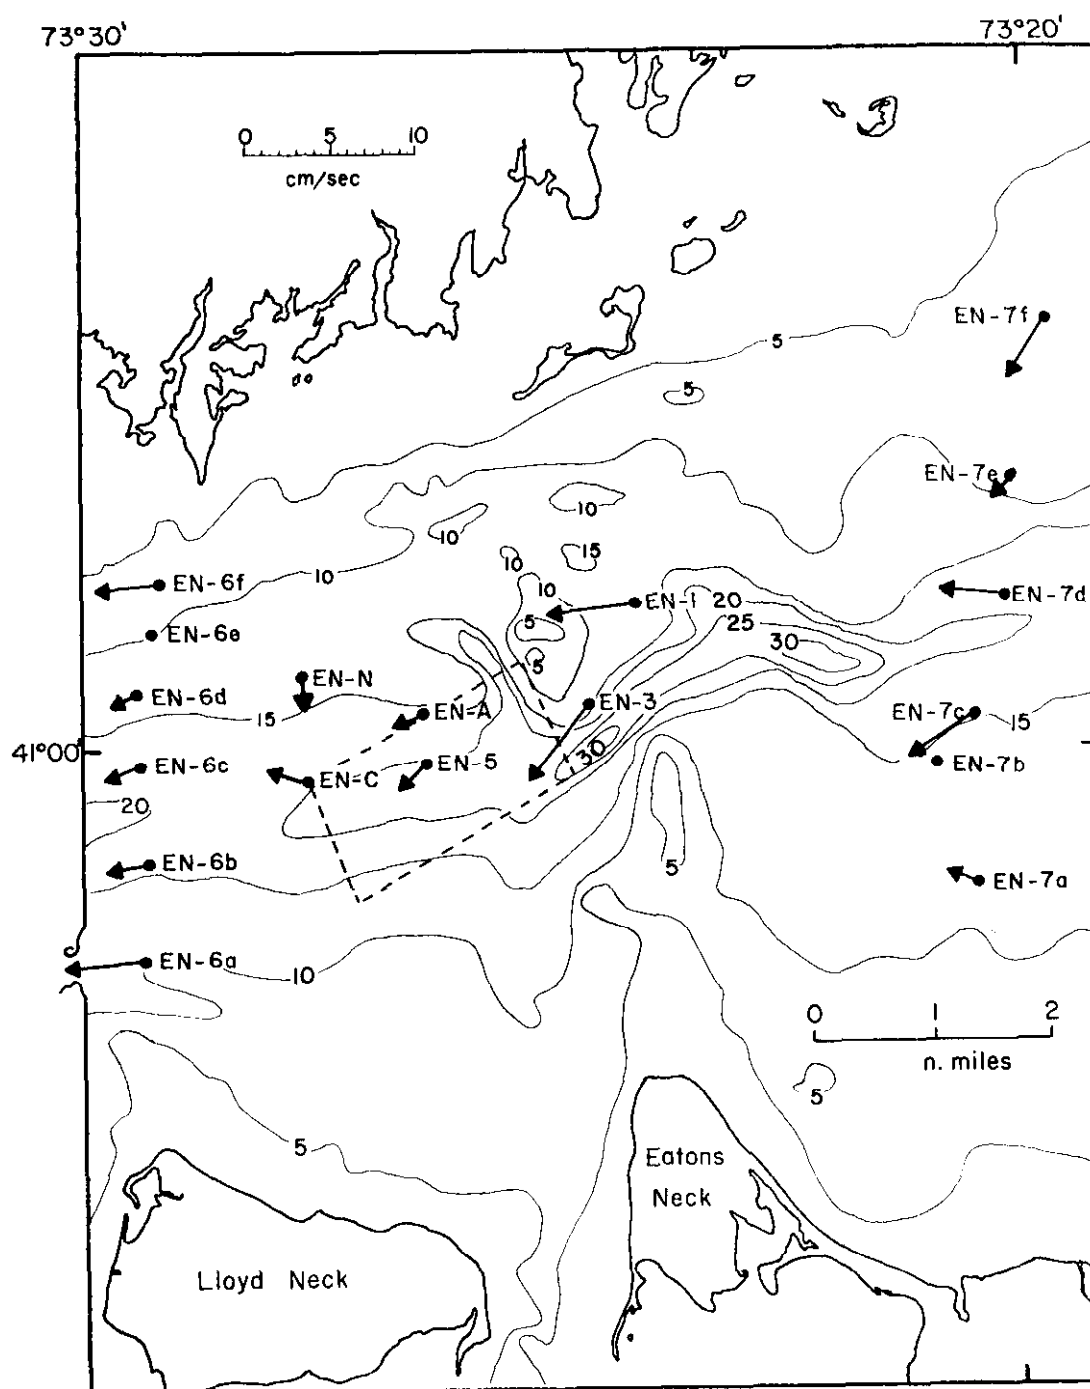 73°30'
73°20'
0 5 10
cm/sec
EN-7f
5
5
EN-7e
10
10
15
10
10
EN-6f
10
EN-7d
EN-1
20
25
EN-6e
5
30
5
EN-N
EN-6d
15
EN-A
EN-3
EN-7c
15
41°00'
30
EN-6c
EN-C
EN-5
EN-7b
20
EN-6b
5
EN-7a
EN-6a
10
0 1 2
n. miles
5
5
Eatons
Neck
Lloyd Neck